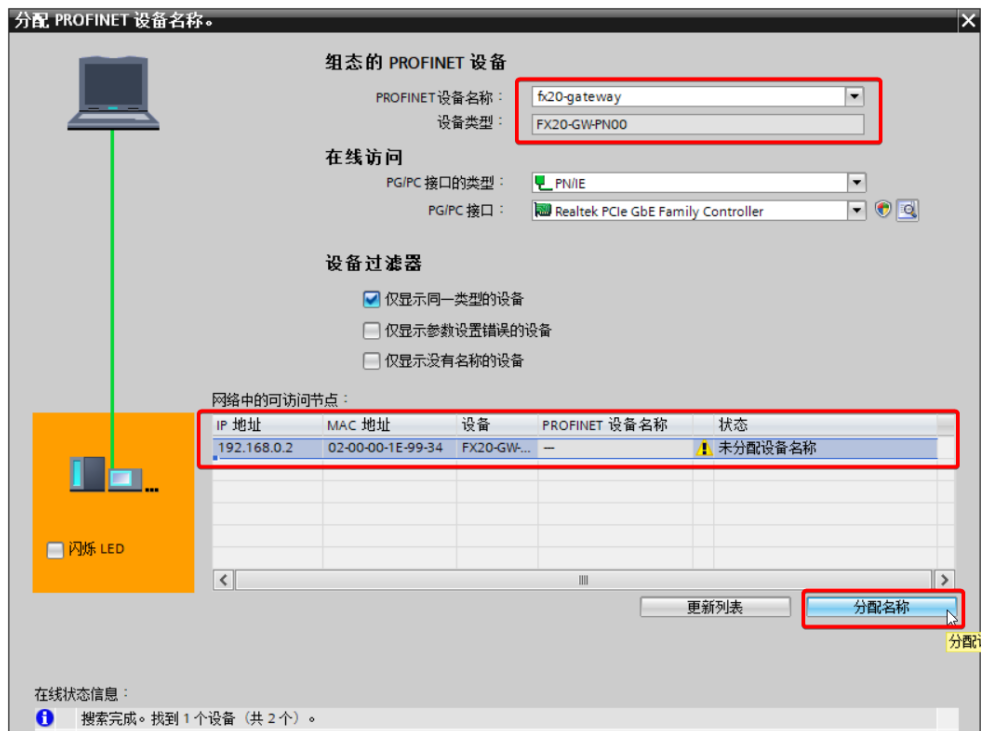 分配 PROFINET 设备名称。
组态的 PROFINET 设备
PROFINET设备名称：
fx20-gateway
设备类型：
FX20-GW-PN00
在线访问
PG/PC 接口的类型：
PN/IE
PG/PC 接口：
Realtek PCIe GbE Family Controller
设备过滤器
仅显示同一类型的设备
仅显示参数设置错误的设备
仅显示没有名称的设备
网络中的可访问节点：
IP 地址 MAC 地址 设备 PROFINET 设备名称 状态
192.168.0.2 02-00-00-1E-99-34 FX20-GW-... — 未分配设备名称
闪烁 LED
更新列表 分配名称
分配
在线状态信息：
搜索完成。找到 1 个设备（共 2 个）。